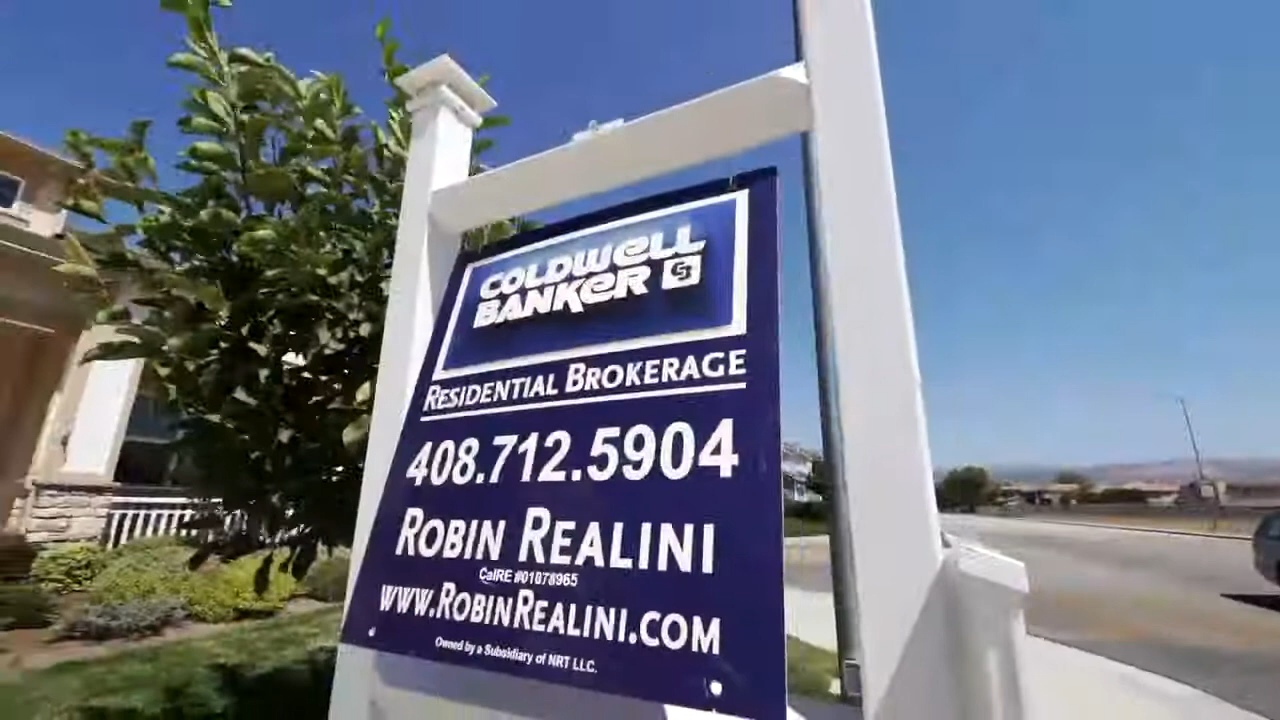 COLDWELL
BANKER CB
RESIDENTIAL BROKERAGE
408.712.5904
ROBIN REALINI
CalRE #01878965
www.ROBINREALINI.COM
Owned by a Subsidiary of NRT LLC.